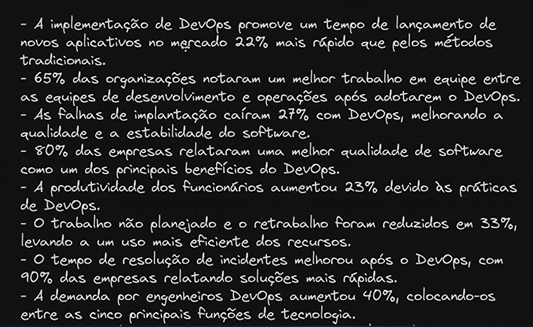 - A implementação de DevOps promove um tempo de lançamento de
novos aplicativos no mercado 22% mais rápido que pelos métodos
tradicionais.
- 65% das organizações notaram um melhor trabalho em equipe entre
as equipes de desenvolvimento e operações após adotarem o DevOps.
- As falhas de implantação caíram 27% com DevOps, melhorando a
qualidade e a estabilidade do software.
- 80% das empresas relataram uma melhor qualidade de software
como um dos principais benefícios do DevOps.
- A produtividade dos funcionários aumentou 23% devido às práticas
de DevOps.
- O trabalho não planejado e o retrabalho foram reduzidos em 33%,
levando a um uso mais eficiente dos recursos.
- O tempo de resolução de incidentes melhorou após o DevOps, com
90% das empresas relatando soluções mais rápidas.
- A demanda por engenheiros DevOps aumentou 40%, colocando-os
entre as cinco principais funções de tecnologia.